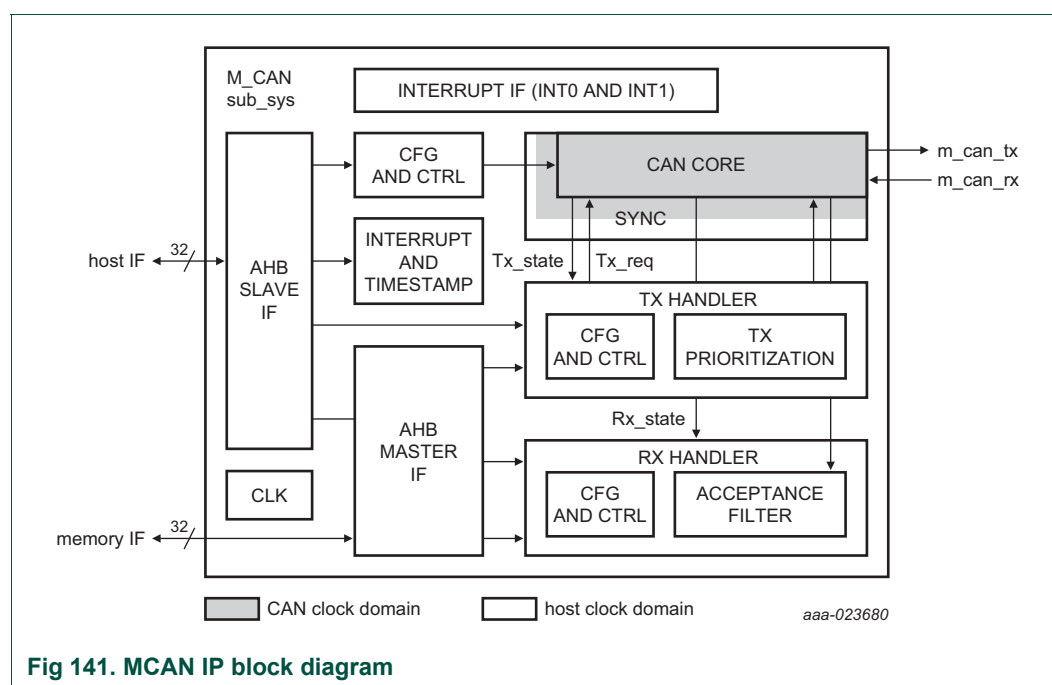 M_CAN
sub_sys
INTERRUPT IF (INT0 AND INT1)
CFG
AND CTRL
CAN CORE
m_can_tx
m_can_rx
SYNC
INTERRUPT
AND
TIMESTAMP
host IF
32
AHB
SLAVE
IF
Tx_state
Tx_req
TX HANDLER
CFG
AND CTRL
TX
PRIORITIZATION
AHB
MASTER
IF
Rx_state
RX HANDLER
CFG
AND CTRL
ACCEPTANCE
FILTER
CLK
memory IF
32
CAN clock domain
host clock domain
aaa-023680
Fig 141. MCAN IP block diagram